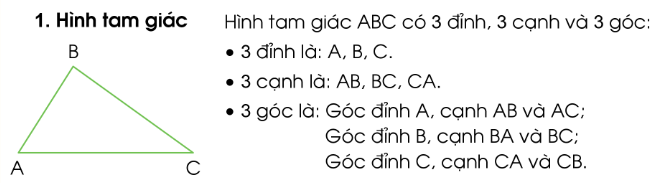 1. Hình tam giác
B
A
C
Hình tam giác ABC có 3 đỉnh, 3 cạnh và 3 góc:
• 3 đỉnh là: A, B, C.
• 3 cạnh là: AB, BC, CA.
• 3 góc là: Góc đỉnh A, cạnh AB và AC;
Góc đỉnh B, cạnh BA và BC;
Góc đỉnh C, cạnh CA và CB.